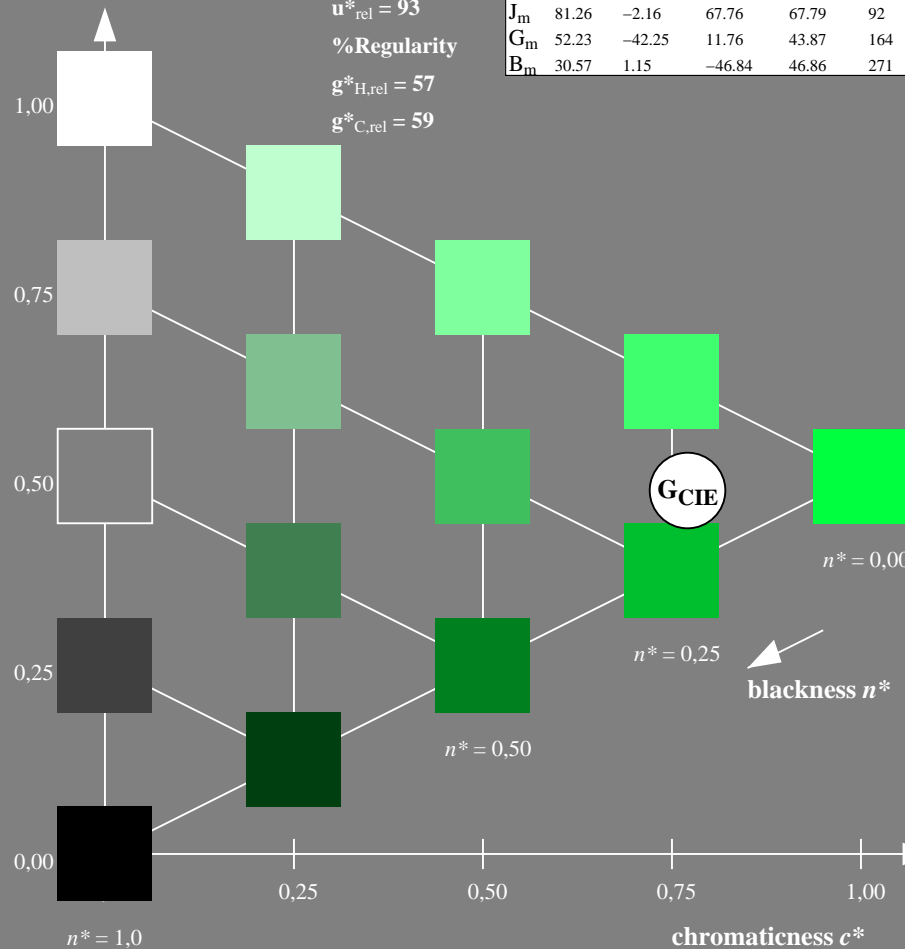 u*rel = 93
%Regularity
g*H,rel = 57
g*C,rel = 59
Jm 81.26 −2.16 67.76 67.79 92
Gm 52.23 −42.25 11.76 43.87 164
Bm 30.57 1.15 −46.84 46.86 271
1,00
0,75
0,50
GCIE
n* = 0,00
n* = 0,25
0,25
blackness n*
n* = 0,50
0,00
0,25 0,50 0,75 1,00
n* = 1,0
chromaticness c*